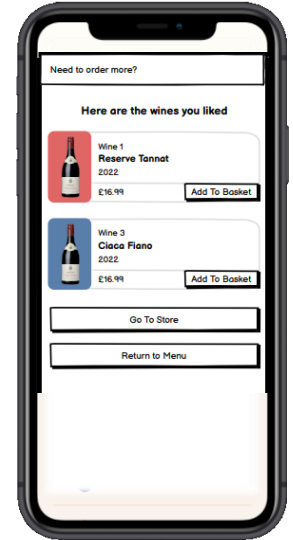 Need to order more?
Here are the wines you liked
Wine 1
Reserve Tannat
2022
£16.99
Add To Basket
Wine 3
Ciaca Fiano
2022
£16.99
Add To Basket
Go To Store
Return to Menu